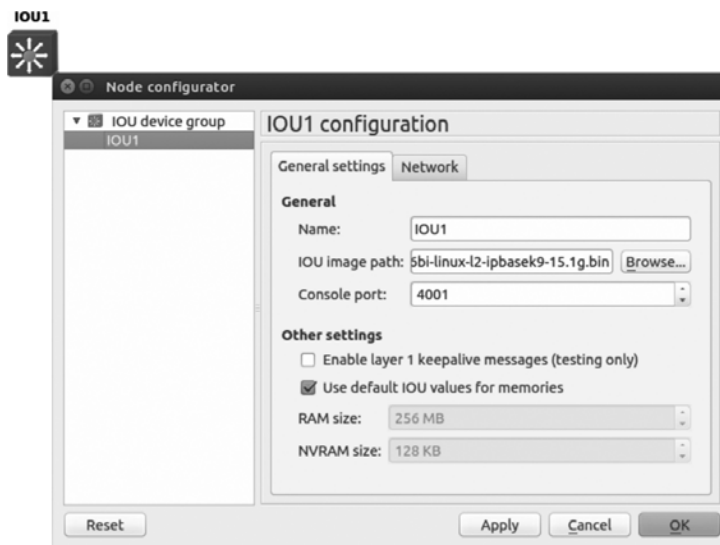 IOU1
Node configurator
IOU device group
IOU1
IOU1 configuration
General settings
Network
General
Name: IOU1
IOU image path: 6bi-linux-l2-ipbasek9-15.1g.bin Browse...
Console port: 4001
Other settings
Enable layer 1 keepalive messages (testing only)
Use default IOU values for memories
RAM size: 256 MB
NVRAM size: 128 KB
Reset
Apply
Cancel
OK